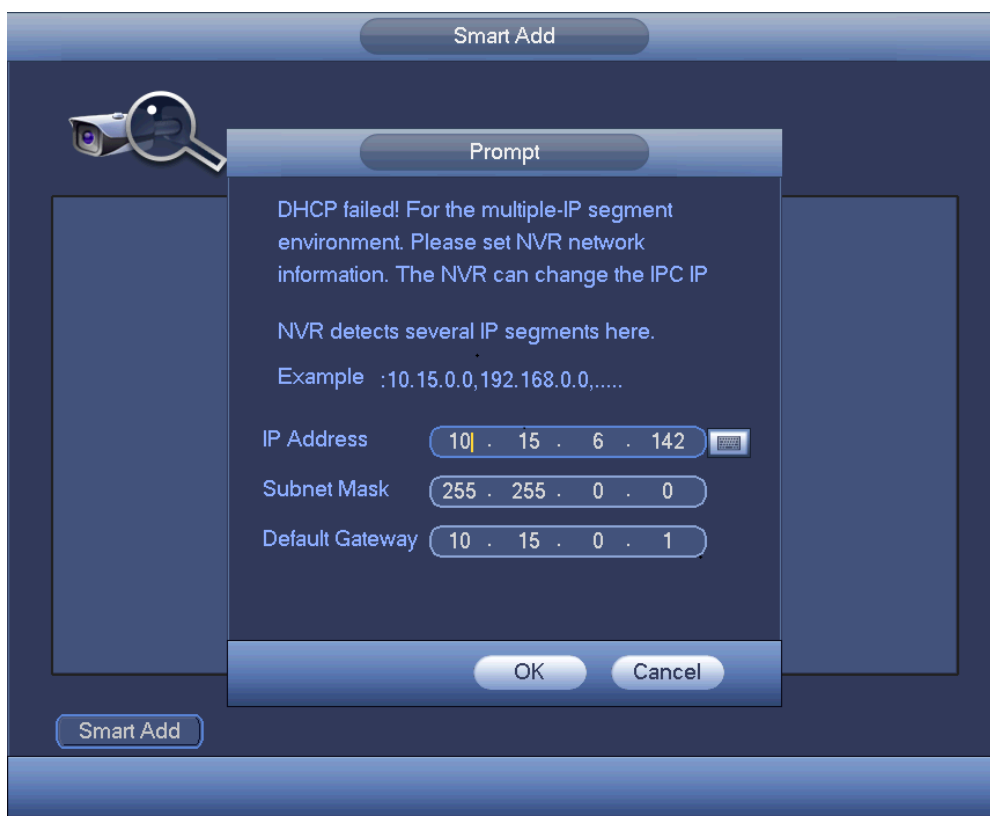 Smart Add
Prompt
DHCP failed! For the multiple-IP segment
environment. Please set NVR network
information. The NVR can change the IPC IP
NVR detects several IP segments here.
Example :10.15.0.0,192.168.0.0,.....
IP Address 10 . 15 . 6 . 142
Subnet Mask 255 . 255 . 0 . 0
Default Gateway 10 . 15 . 0 . 1
OK Cancel
Smart Add